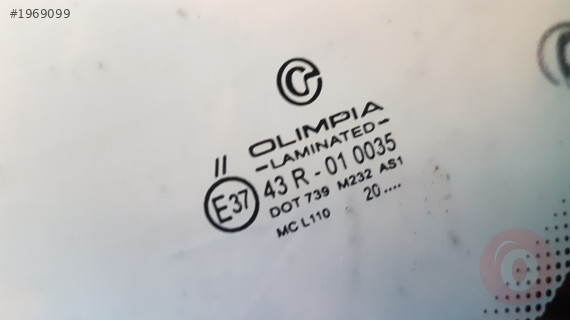 #1969099
OLIMPIA
//
-LAMINATED-
E37
43 R - 01 0035
DOT 739 M232 AS1
MC L110 20....